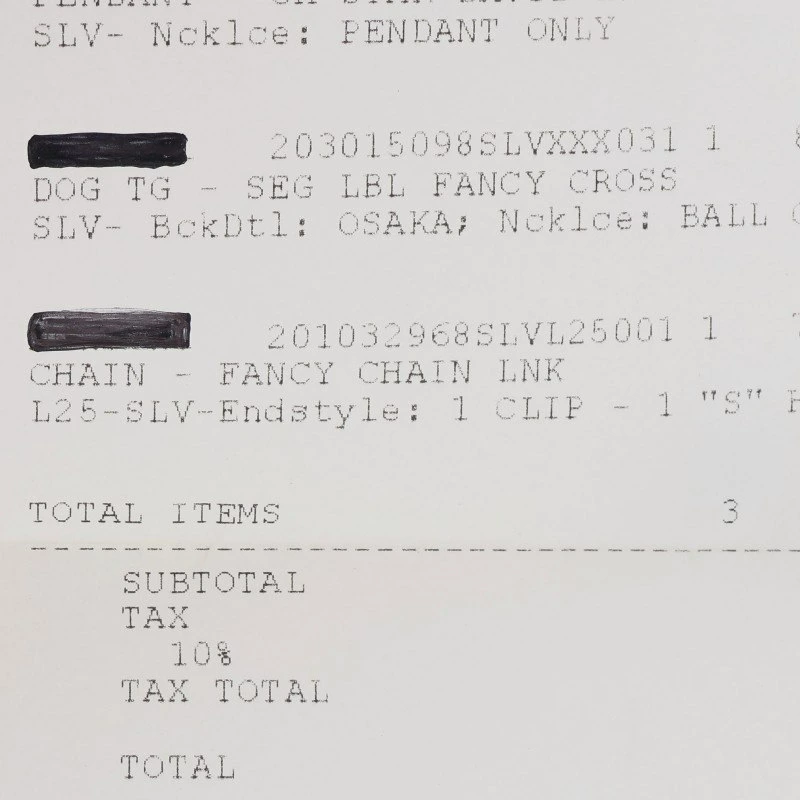 PENDANT - CH
SLV- Ncklce: PENDANT ONLY
203015098SLVXXX031 1
DOG TG - SEG LBL FANCY CROSS
SLV- BckDtl: OSAKA; Ncklce: BALL
201032968SLVL25001 1
CHAIN - FANCY CHAIN LNK
L25-SLV-Endstyle: 1 CLIP - 1 "S"
TOTAL ITEMS 3
SUBTOTAL
TAX
10%
TAX TOTAL
TOTAL